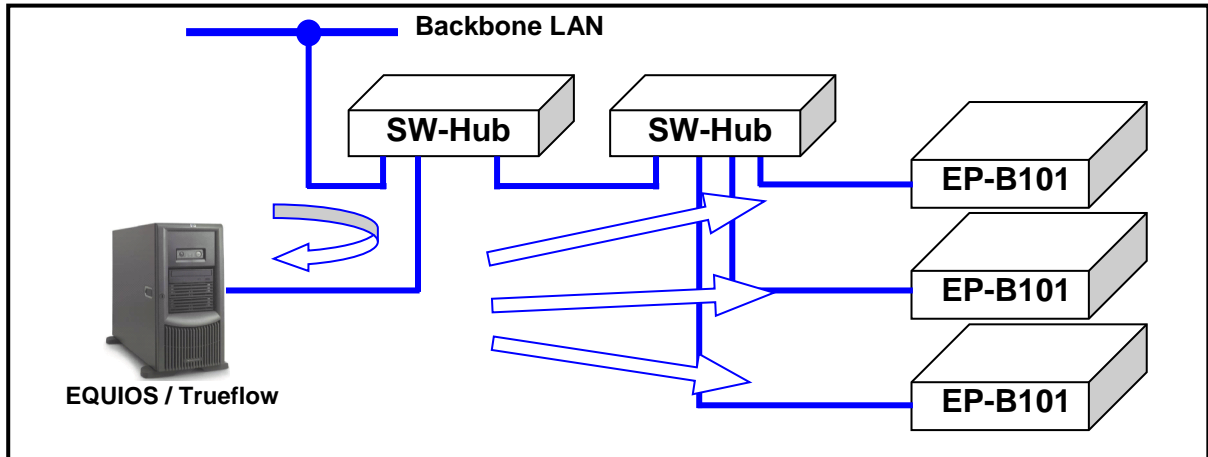 Backbone LAN
SW-Hub
SW-Hub
EP-B101
EP-B101
EP-B101
EQUIOS / Trueflow